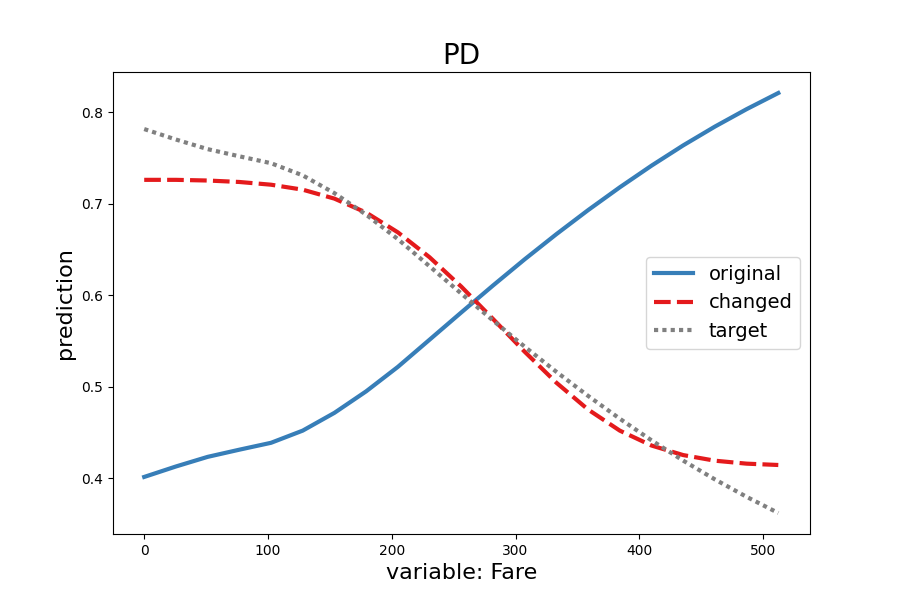 PD
prediction
0.8
0.7
0.6
0.5
0.4
original
changed
target
0 100 200 300 400 500
variable: Fare